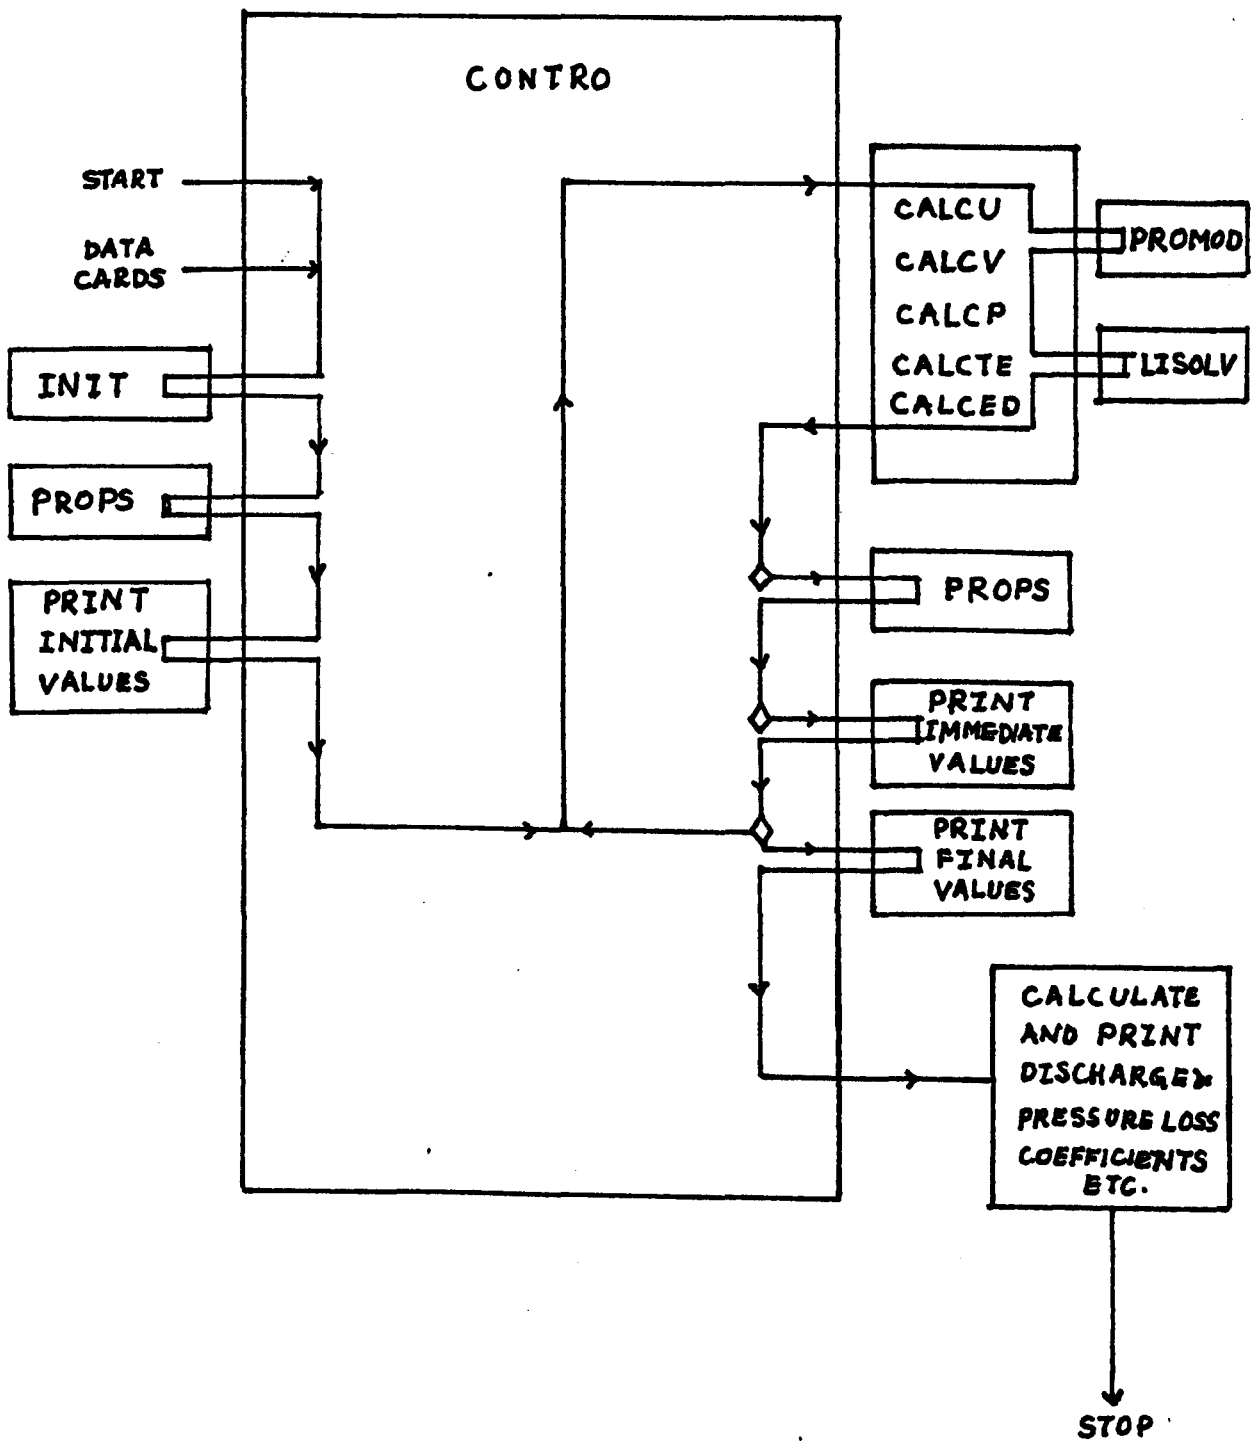 CONTRO
START
DATA
CARDS
INIT
PROPS
PRINT
INITIAL
VALUES
CALCU
CALCV
CALCP
CALCTE
CALCED
PROMOD
LISOLV
PROPS
PRINT
IMMEDIATE
VALUES
PRINT
FINAL
VALUES
CALCULATE
AND PRINT
DISCHARGE &
PRESSURE LOSS
COEFFICIENTS
ETC.
STOP